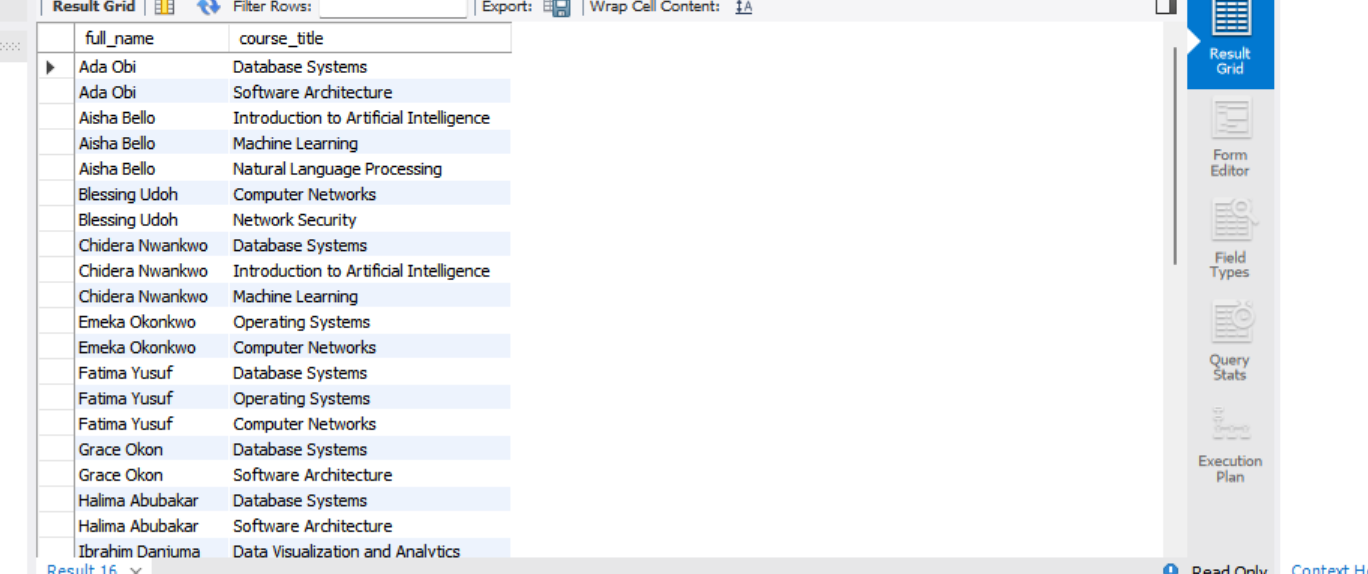 Result Grid Filter Rows: Export: Wrap Cell Content:
full_name course_title
Ada Obi Database Systems
Ada Obi Software Architecture
Aisha Bello Introduction to Artificial Intelligence
Aisha Bello Machine Learning
Aisha Bello Natural Language Processing
Blessing Udoh Computer Networks
Blessing Udoh Network Security
Chidera Nwankwo Database Systems
Chidera Nwankwo Introduction to Artificial Intelligence
Chidera Nwankwo Machine Learning
Emeka Okonkwo Operating Systems
Emeka Okonkwo Computer Networks
Fatima Yusuf Database Systems
Fatima Yusuf Operating Systems
Fatima Yusuf Computer Networks
Grace Okon Database Systems
Grace Okon Software Architecture
Halima Abubakar Database Systems
Halima Abubakar Software Architecture
Ibrahim Danjuma Data Visualization and Analytics
Result
Grid
Form
Editor
Field
Types
Query
Stats
Execution
Plan
Result 16 Read Only Context